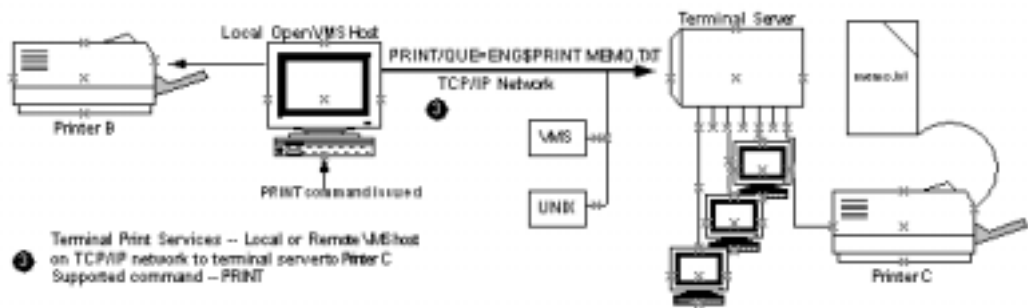 Terminal Server
Local OpenVMS Host
PRINT/QUE=ENG$PRINT MEMO.TXT
memo.txt
TCP/IP Network
3
Printer B
VMS
PRINT command issued
UNIX
3 Terminal Print Services -- Local or Remote VMS host
on TCP/IP network to terminal server to Printer C
Supported command -- PRINT
Printer C